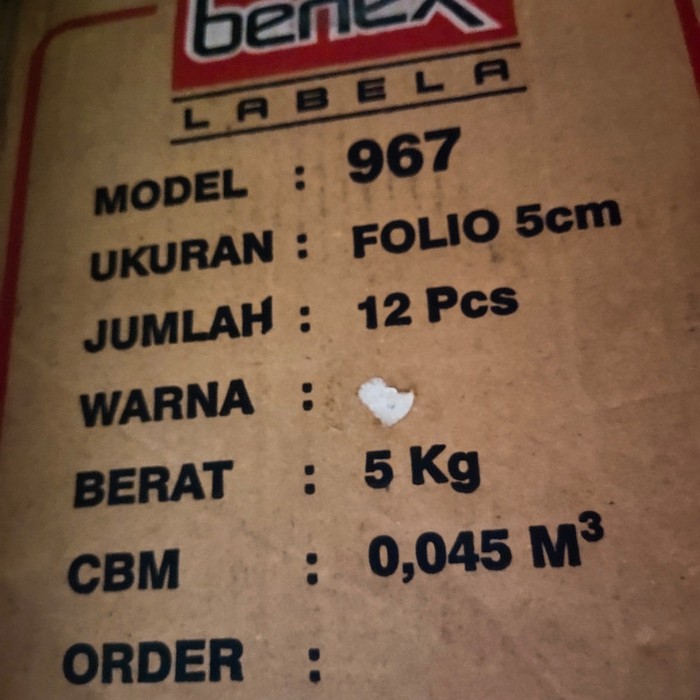 benex
LABELA
MODEL : 967
UKURAN : FOLIO 5cm
JUMLAH : 12 Pcs
WARNA :
BERAT : 5 Kg
CBM : 0,045 M³
ORDER :